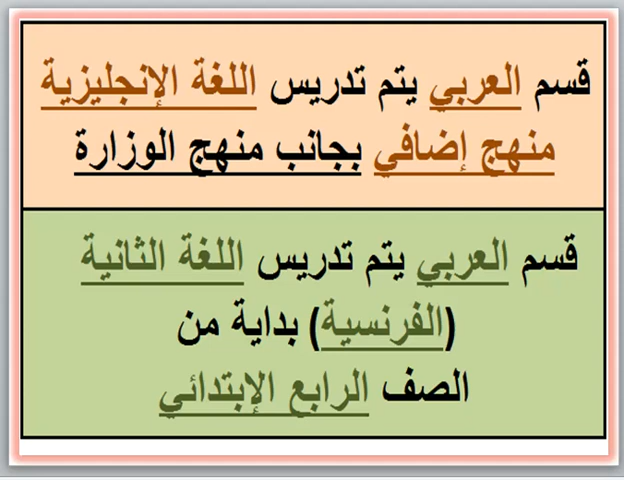 قسم العربي يتم تدريس اللغة الإنجليزية
منهج إضافي بجانب منهج الوزارة
قسم العربي يتم تدريس اللغة الثانية
(الفرنسية) بداية من
الصف الرابع الإبتدائي